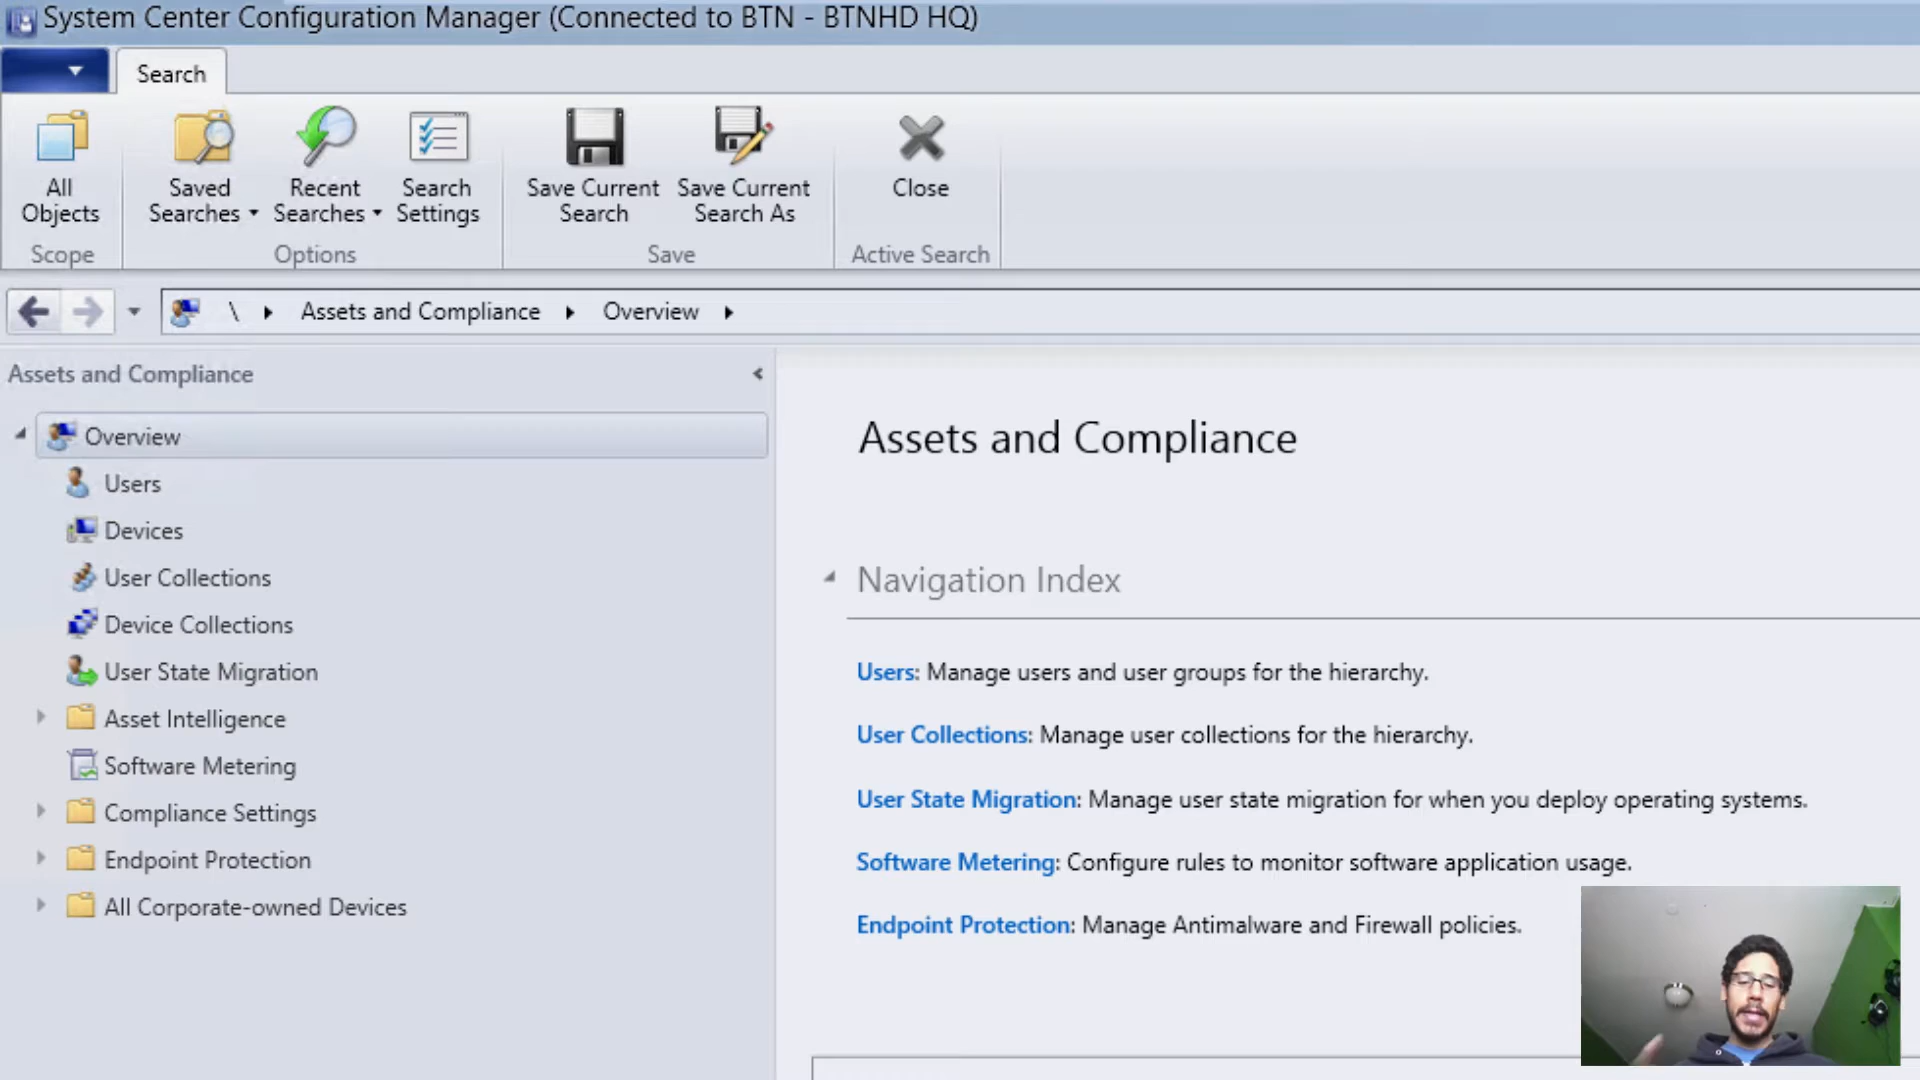 System Center Configuration Manager (Connected to BTN - BTNHD HQ)
Search
All Objects
Saved Searches
Recent Searches
Search Settings
Save Current Search
Save Current Search As
Close
Scope
Options
Save
Active Search
\ Assets and Compliance Overview
Assets and Compliance
Overview
Users
Devices
User Collections
Device Collections
User State Migration
Asset Intelligence
Software Metering
Compliance Settings
Endpoint Protection
All Corporate-owned Devices
Assets and Compliance
Navigation Index
Users: Manage users and user groups for the hierarchy.
User Collections: Manage user collections for the hierarchy.
User State Migration: Manage user state migration for when you deploy operating systems.
Software Metering: Configure rules to monitor software application usage.
Endpoint Protection: Manage Antimalware and Firewall policies.